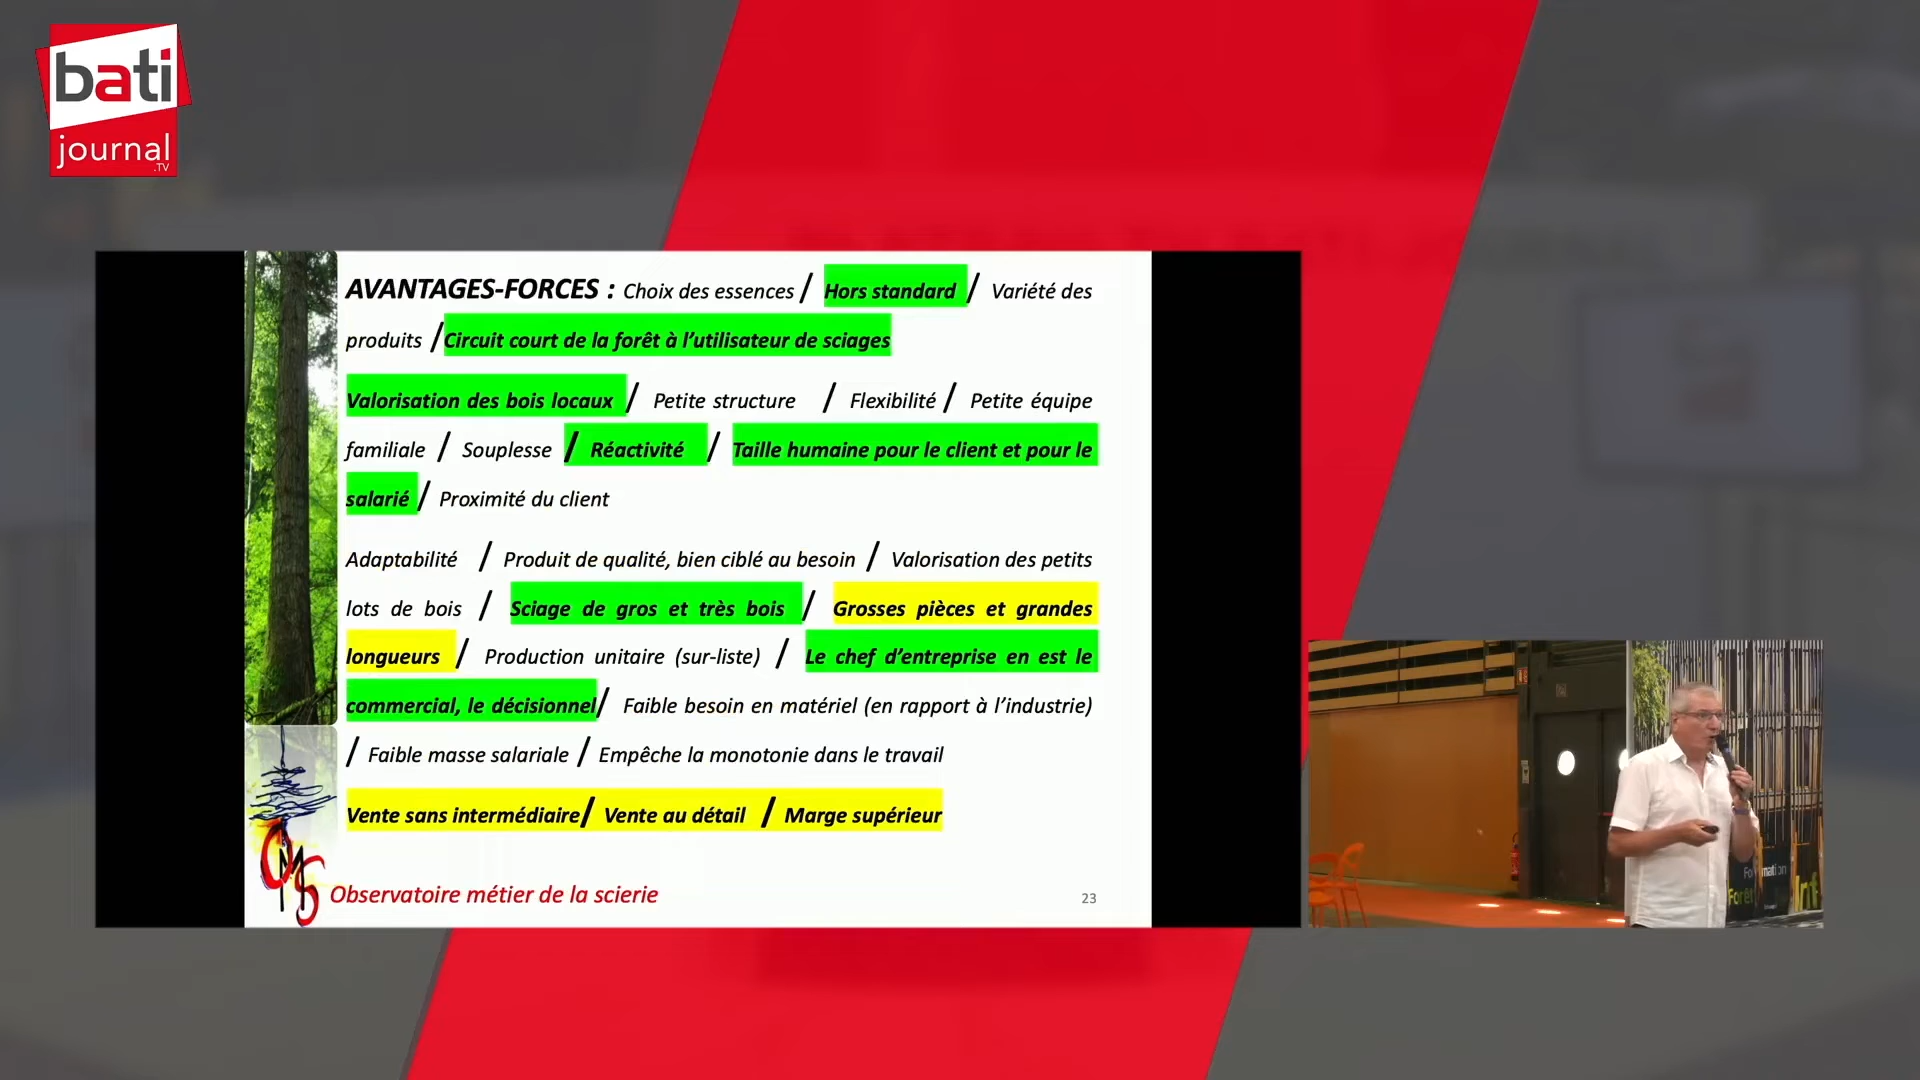 bati
journal
.TV
AVANTAGES-FORCES : Choix des essences / Hors standard / Variété des
produits / Circuit court de la forêt à l'utilisateur de sciages
Valorisation des bois locaux / Petite structure / Flexibilité / Petite équipe
familiale / Souplesse / Réactivité / Taille humaine pour le client et pour le
salarié / Proximité du client
Adaptabilité / Produit de qualité, bien ciblé au besoin / Valorisation des petits
lots de bois / Sciage de gros et très bois / Grosses pièces et grandes
longueurs / Production unitaire (sur-liste) / Le chef d'entreprise en est le
commercial, le décisionnel/ Faible besoin en matériel (en rapport à l'industrie)
/ Faible masse salariale / Empêche la monotonie dans le travail
Vente sans intermédiaire/ Vente au détail / Marge supérieur
OMS
Observatoire métier de la scierie
23
Forêt